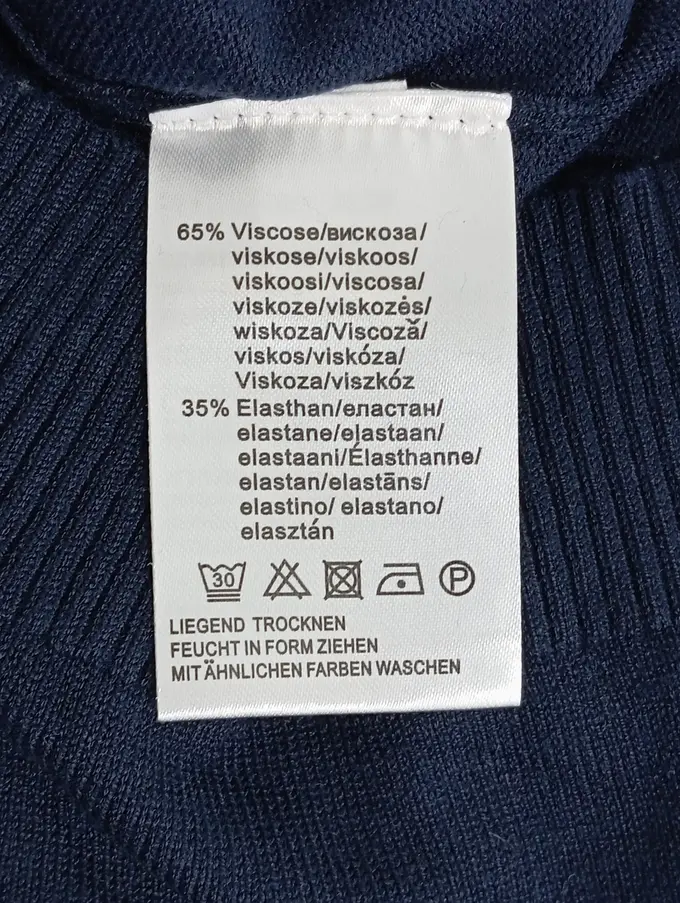 65% Viscose/вискоза/
viskose/viskoos/
viskoosi/viscosa/
viskoze/viskozės/
wiskoza/Viscoză/
viskos/viskóza/
Viskoza/viszkóz
35% Elasthan/еластан/
elastane/elastaan/
elastaani/Élasthanne/
elastan/elastāns/
elastino/ elastano/
elasztán
30 P
LIEGEND TROCKNEN
FEUCHT IN FORM ZIEHEN
MIT ÄHNLICHEN FARBEN WASCHEN